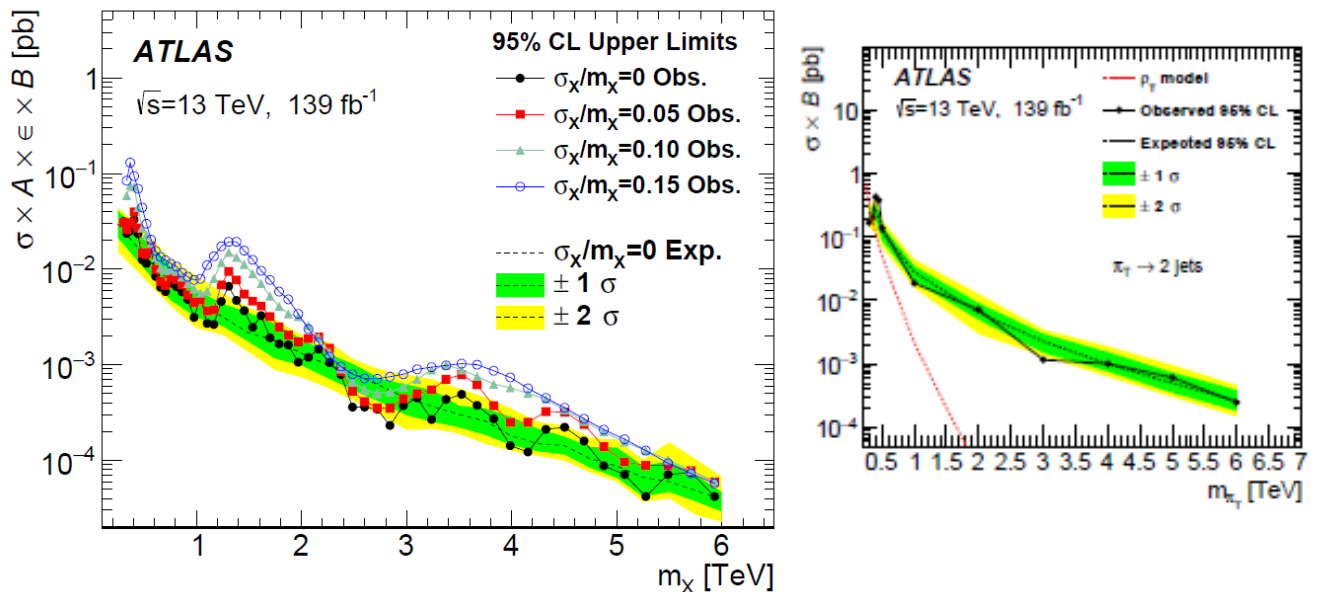 σ × A × ϵ × B [pb]
ATLAS
√s=13 TeV, 139 fb⁻¹
95% CL Upper Limits
σX/mX=0 Obs.
σX/mX=0.05 Obs.
σX/mX=0.10 Obs.
σX/mX=0.15 Obs.
σX/mX=0 Exp.
± 1 σ
± 2 σ
1
10⁻¹
10⁻²
10⁻³
10⁻⁴
1 2 3 4 5 6
mX [TeV]
σ × B [pb]
ATLAS
√s=13 TeV, 139 fb⁻¹
ρT model
Observed 95% CL
Expected 95% CL
± 1 σ
± 2 σ
πT → 2 jets
10
1
10⁻¹
10⁻²
10⁻³
10⁻⁴
0.5 1 1.5 2 2.5 3 3.5 4 4.5 5 5.5 6 6.5 7
mπT [TeV]